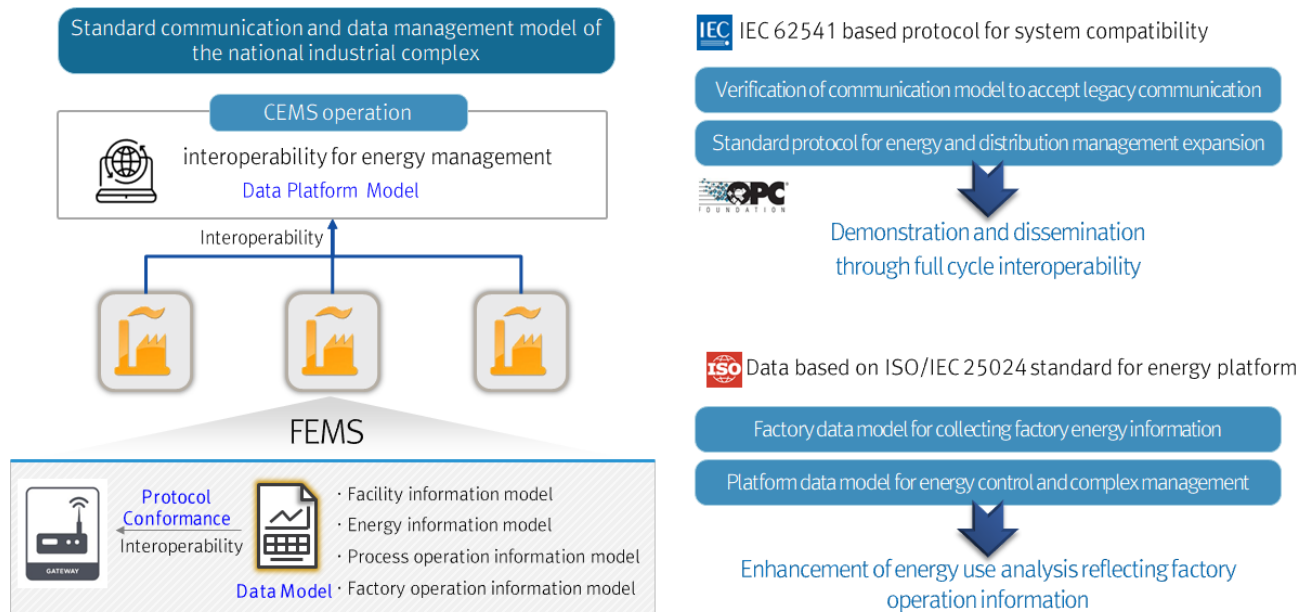 Standard communication and data management model of
the national industrial complex
CEMS operation
interoperability for energy management
Data Platform Model
Interoperability
FEMS
GATEWAY
Protocol
Conformance
Interoperability
Data Model
· Facility information model
· Energy information model
· Process operation information model
· Factory operation information model
IEC IEC 62541 based protocol for system compatibility
Verification of communication model to accept legacy communication
Standard protocol for energy and distribution management expansion
OPC
FOUNDATION
Demonstration and dissemination
through full cycle interoperability
ISO Data based on ISO/IEC 25024 standard for energy platform
Factory data model for collecting factory energy information
Platform data model for energy control and complex management
Enhancement of energy use analysis reflecting factory
operation information